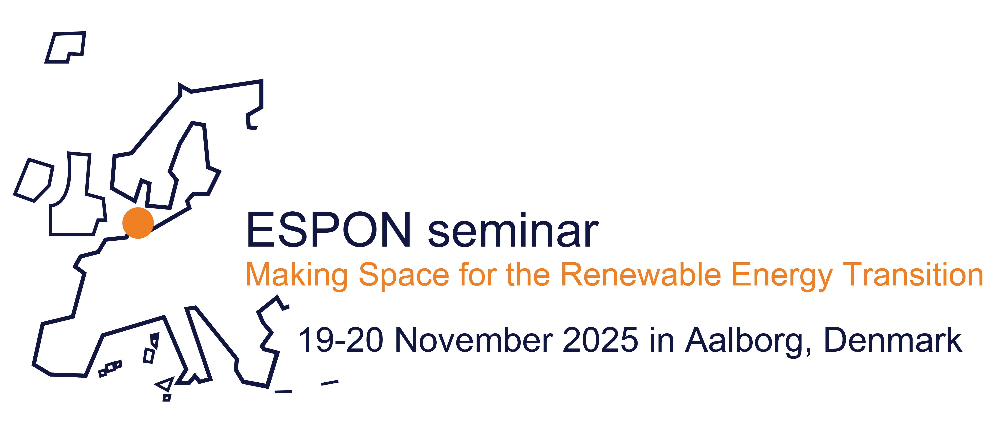 ESPON seminar
Making Space for the Renewable Energy Transition
19-20 November 2025 in Aalborg, Denmark